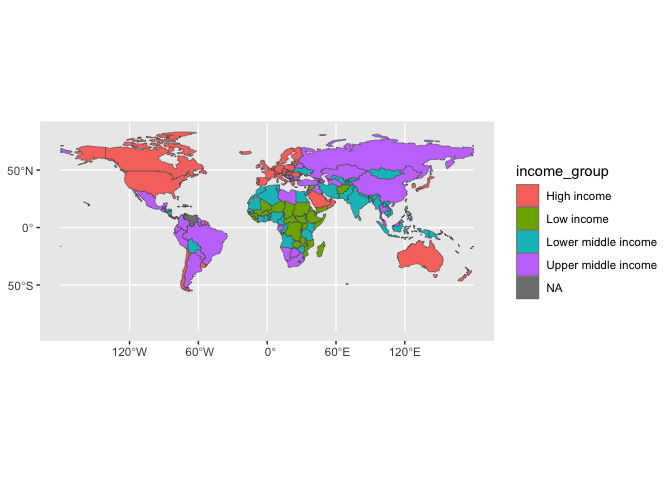 50°N
0°
50°S
120°W 60°W 0° 60°E 120°E
income_group
High income
Low income
Lower middle income
Upper middle income
NA